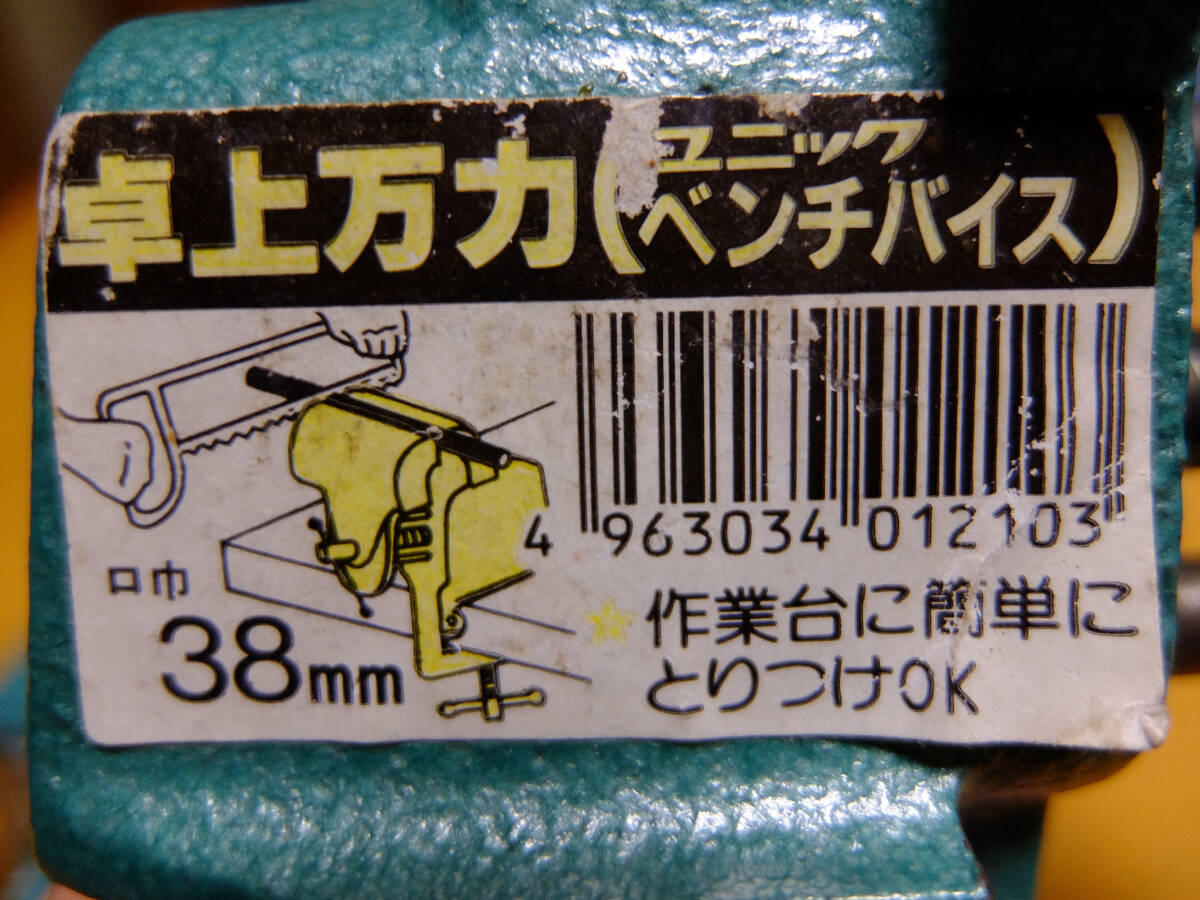 卓上万力(ユニックベンチバイス)
4 963034 012103
口巾
38mm
★作業台に簡単に
とりつけOK